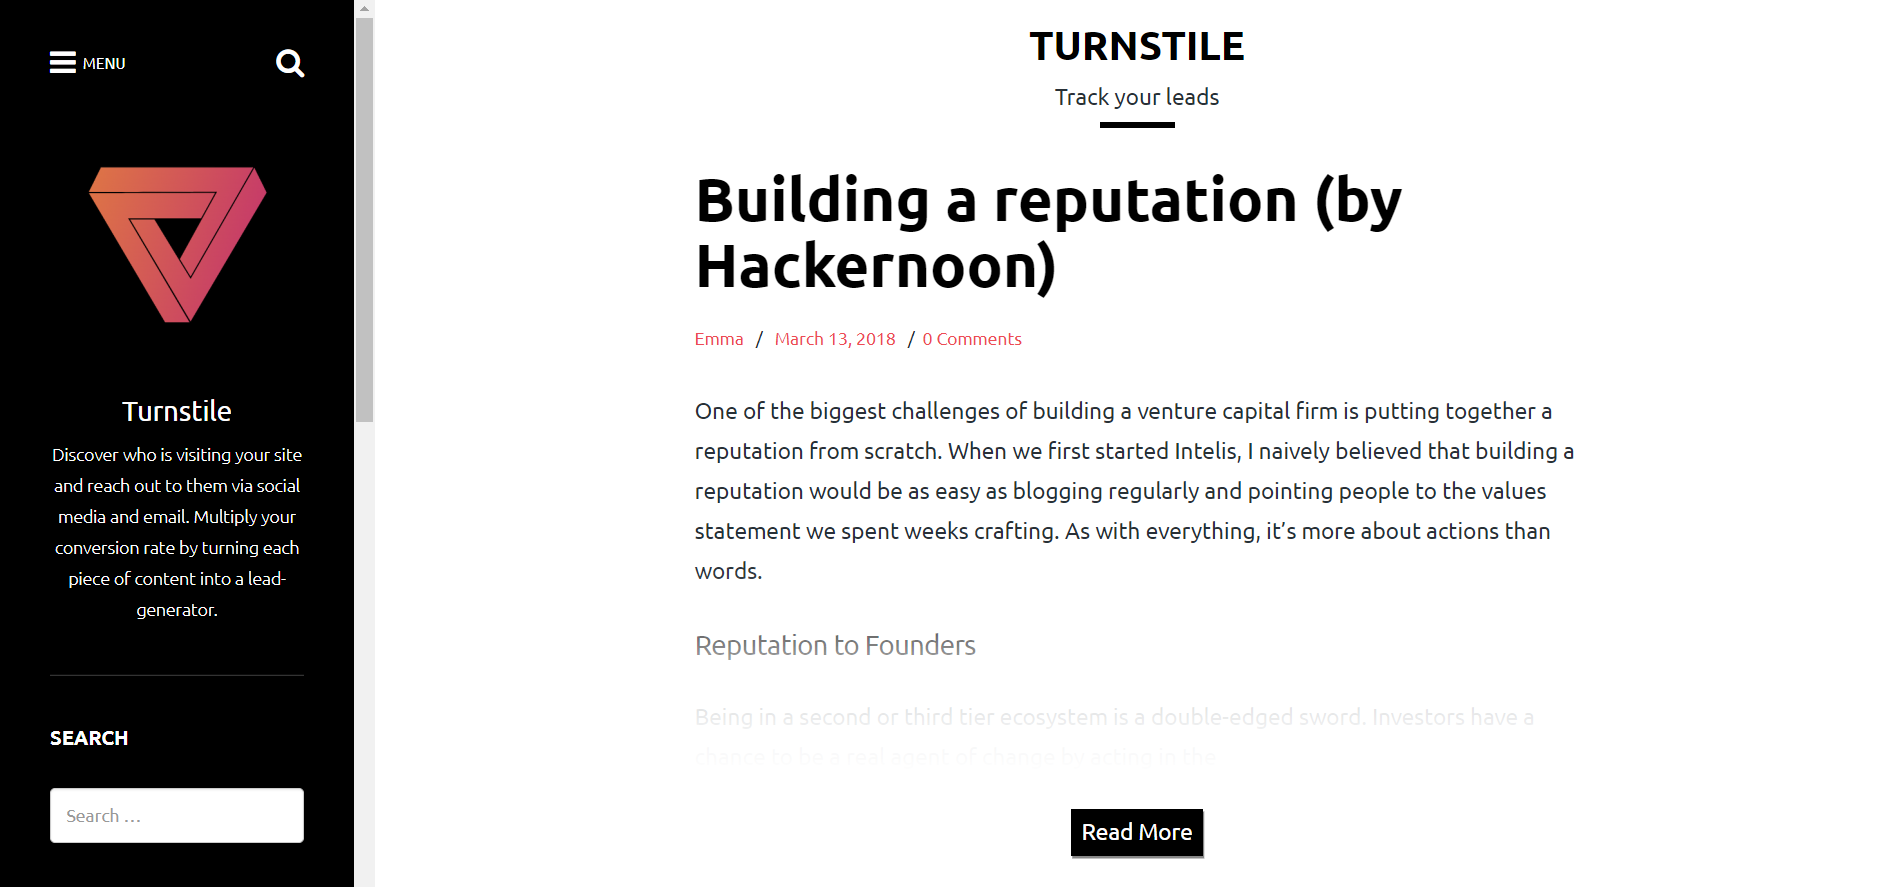 MENU
Turnstile
Discover who is visiting your site
and reach out to them via social
media and email. Multiply your
conversion rate by turning each
piece of content into a lead-
generator.
SEARCH
Search ...
TURNSTILE
Track your leads
Building a reputation (by
Hackernoon)
Emma / March 13, 2018 / 0 Comments
One of the biggest challenges of building a venture capital firm is putting together a
reputation from scratch. When we first started Intelis, I naively believed that building a
reputation would be as easy as blogging regularly and pointing people to the values
statement we spent weeks crafting. As with everything, it’s more about actions than
words.
Reputation to Founders
Being in a second or third tier ecosystem is a double-edged sword. Investors have a
chance to be a real agent of change by acting in the
Read More